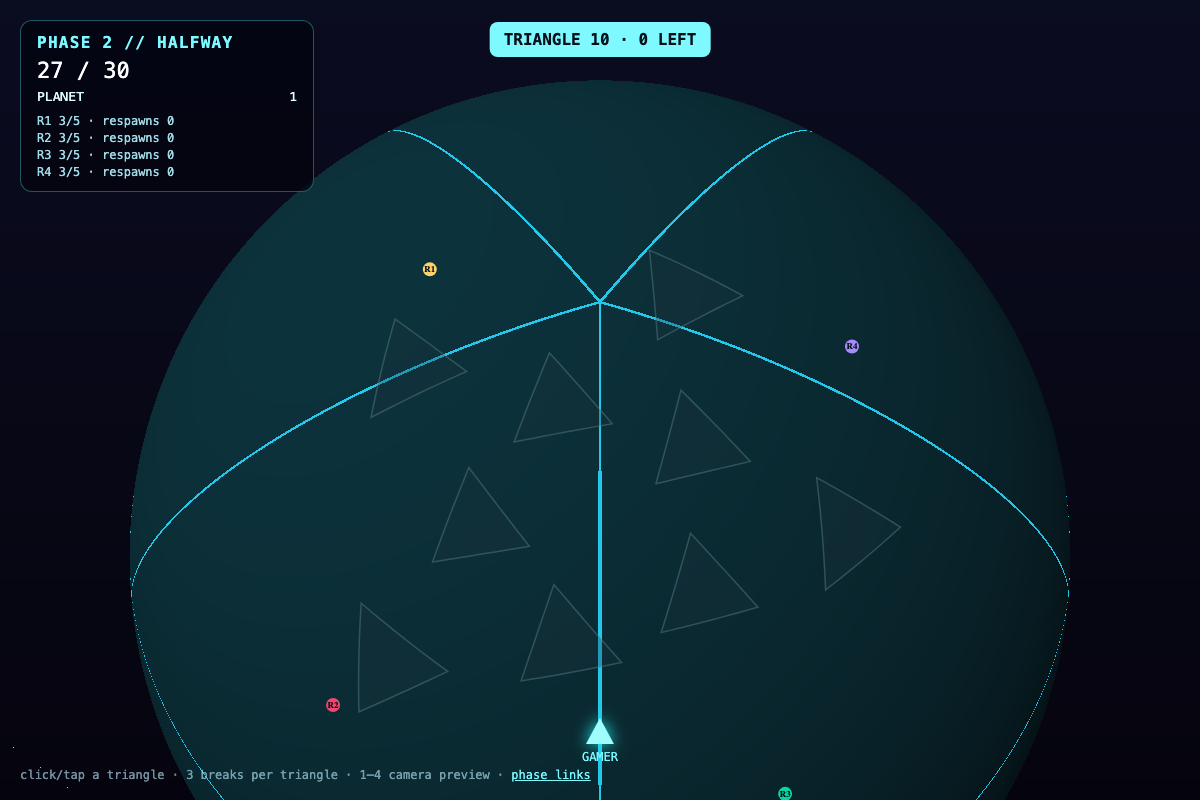 PHASE 2 // HALFWAY
27 / 30
PLANET 1
R1 3/5 · respawns 0
R2 3/5 · respawns 0
R3 3/5 · respawns 0
R4 3/5 · respawns 0
TRIANGLE 10 · 0 LEFT
R1
R4
R2
GAMER
click/tap a triangle · 3 breaks per triangle · 1–4 camera preview · phase links
R3